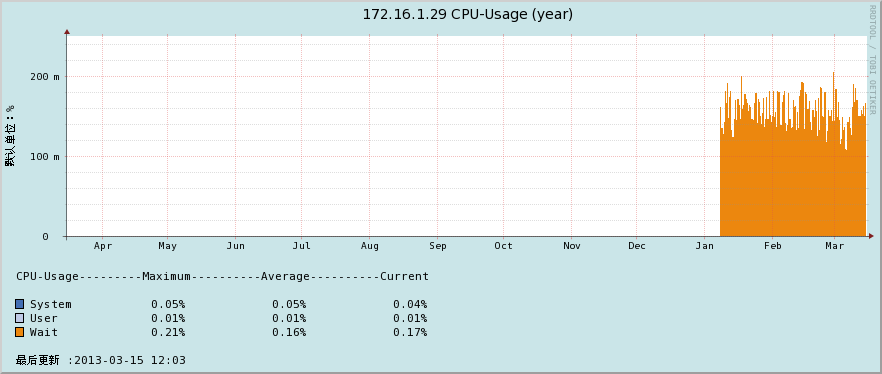 172.16.1.29 CPU-Usage (year)
RRDTOOL / TOBI OETIKER
默认单位：%
200 m
100 m
0
Apr May Jun Jul Aug Sep Oct Nov Dec Jan Feb Mar
CPU-Usage---------Maximum----------Average----------Current
System 0.05% 0.05% 0.04%
User 0.01% 0.01% 0.01%
Wait 0.21% 0.16% 0.17%
最后更新 :2013-03-15 12:03